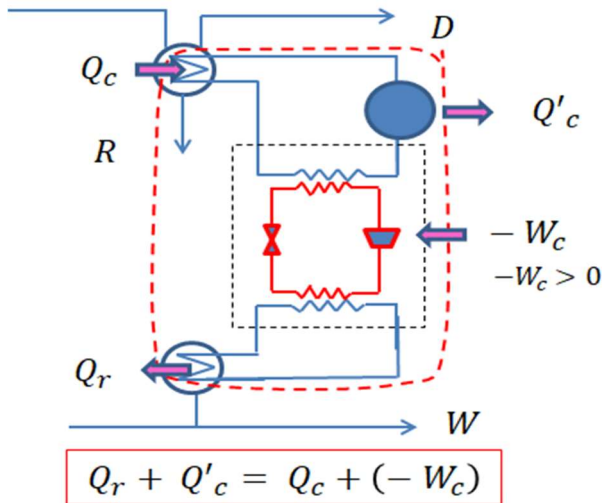 D
Q_c
Q'_c
R
− W_c
−W_c > 0
Q_r
W
Q_r + Q'_c = Q_c + (− W_c)